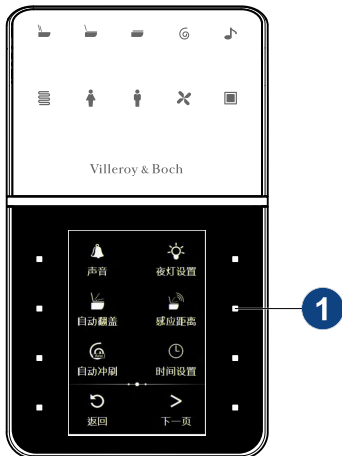 Villeroy & Boch
声音 夜灯设置
自动翻盖 感应距离
自动冲刷 时间设置
返回 下一页
1